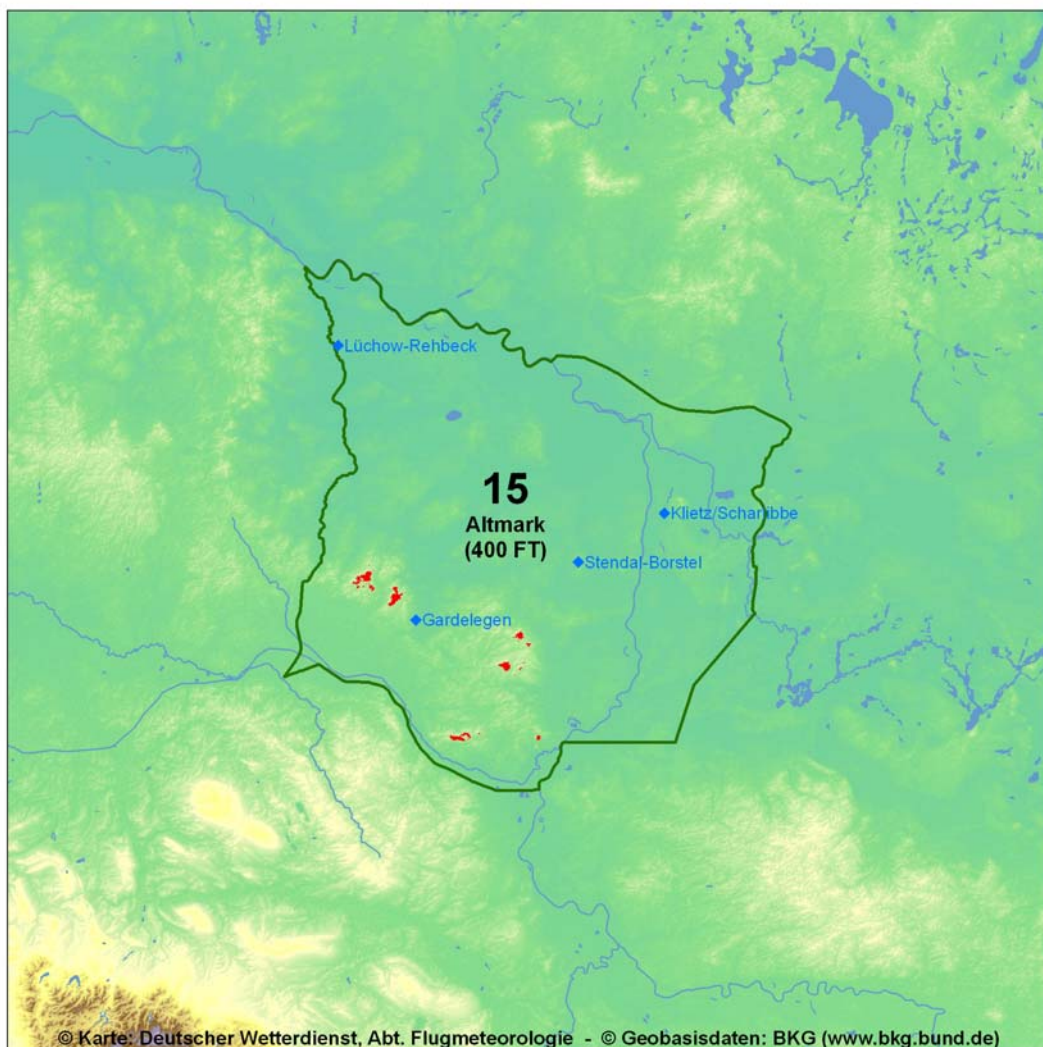 Lüchow-Rehbeck
15
Altmark
(400 FT)
Klietz/Scharlibbe
Stendal-Borstel
Gardelegen
© Karte: Deutscher Wetterdienst, Abt. Flugmeteorologie - © Geobasisdaten: BKG (www.bkg.bund.de)